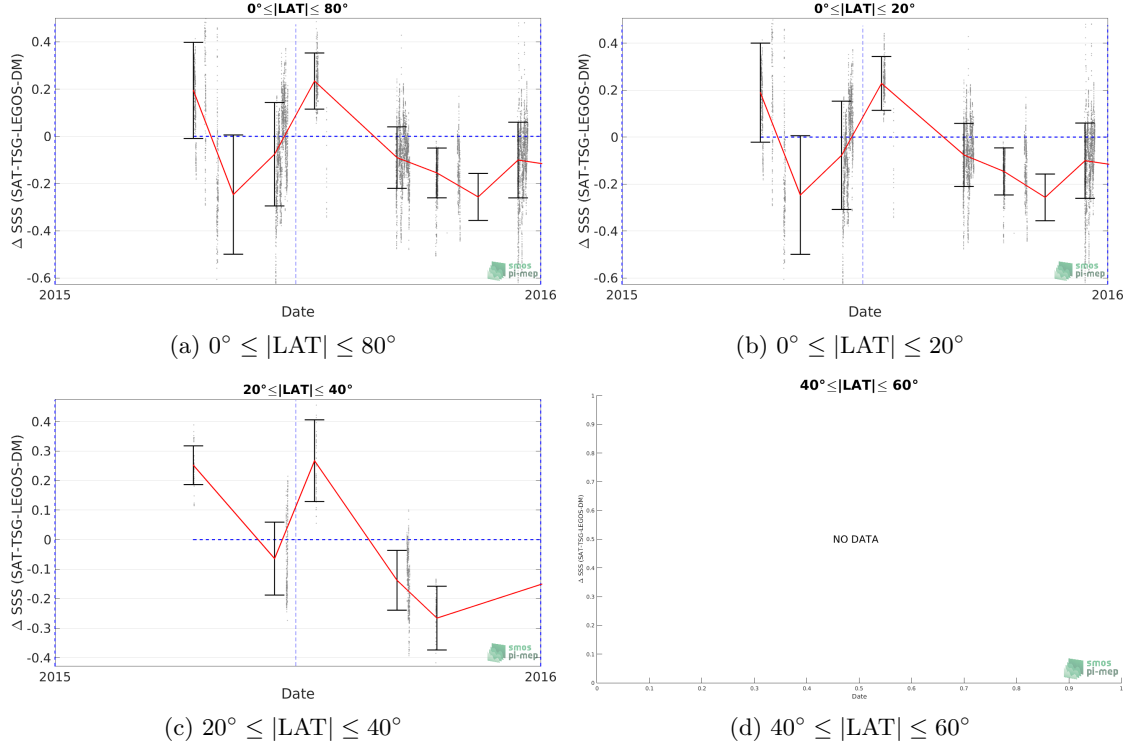 0°≤|LAT|≤ 80°
Δ SSS (SAT-TSG-LEGOS-DM)
0.4
0.2
0
-0.2
-0.4
-0.6
2015
2016
Date
smos
pi-mep
(a) 0° ≤ |LAT| ≤ 80°
0°≤|LAT|≤ 20°
Δ SSS (SAT-TSG-LEGOS-DM)
0.4
0.2
0
-0.2
-0.4
-0.6
2015
2016
Date
smos
pi-mep
(b) 0° ≤ |LAT| ≤ 20°
20°≤|LAT|≤ 40°
Δ SSS (SAT-TSG-LEGOS-DM)
0.4
0.3
0.2
0.1
0
-0.1
-0.2
-0.3
-0.4
2015
2016
Date
smos
pi-mep
(c) 20° ≤ |LAT| ≤ 40°
40°≤|LAT|≤ 60°
Δ SSS (SAT-TSG-LEGOS-DM)
1
0.9
0.8
0.7
0.6
0.5
0.4
0.3
0.2
0.1
0
NO DATA
0 0.1 0.2 0.3 0.4 0.5 0.6 0.7 0.8 0.9 1
Date
smos
pi-mep
(d) 40° ≤ |LAT| ≤ 60°